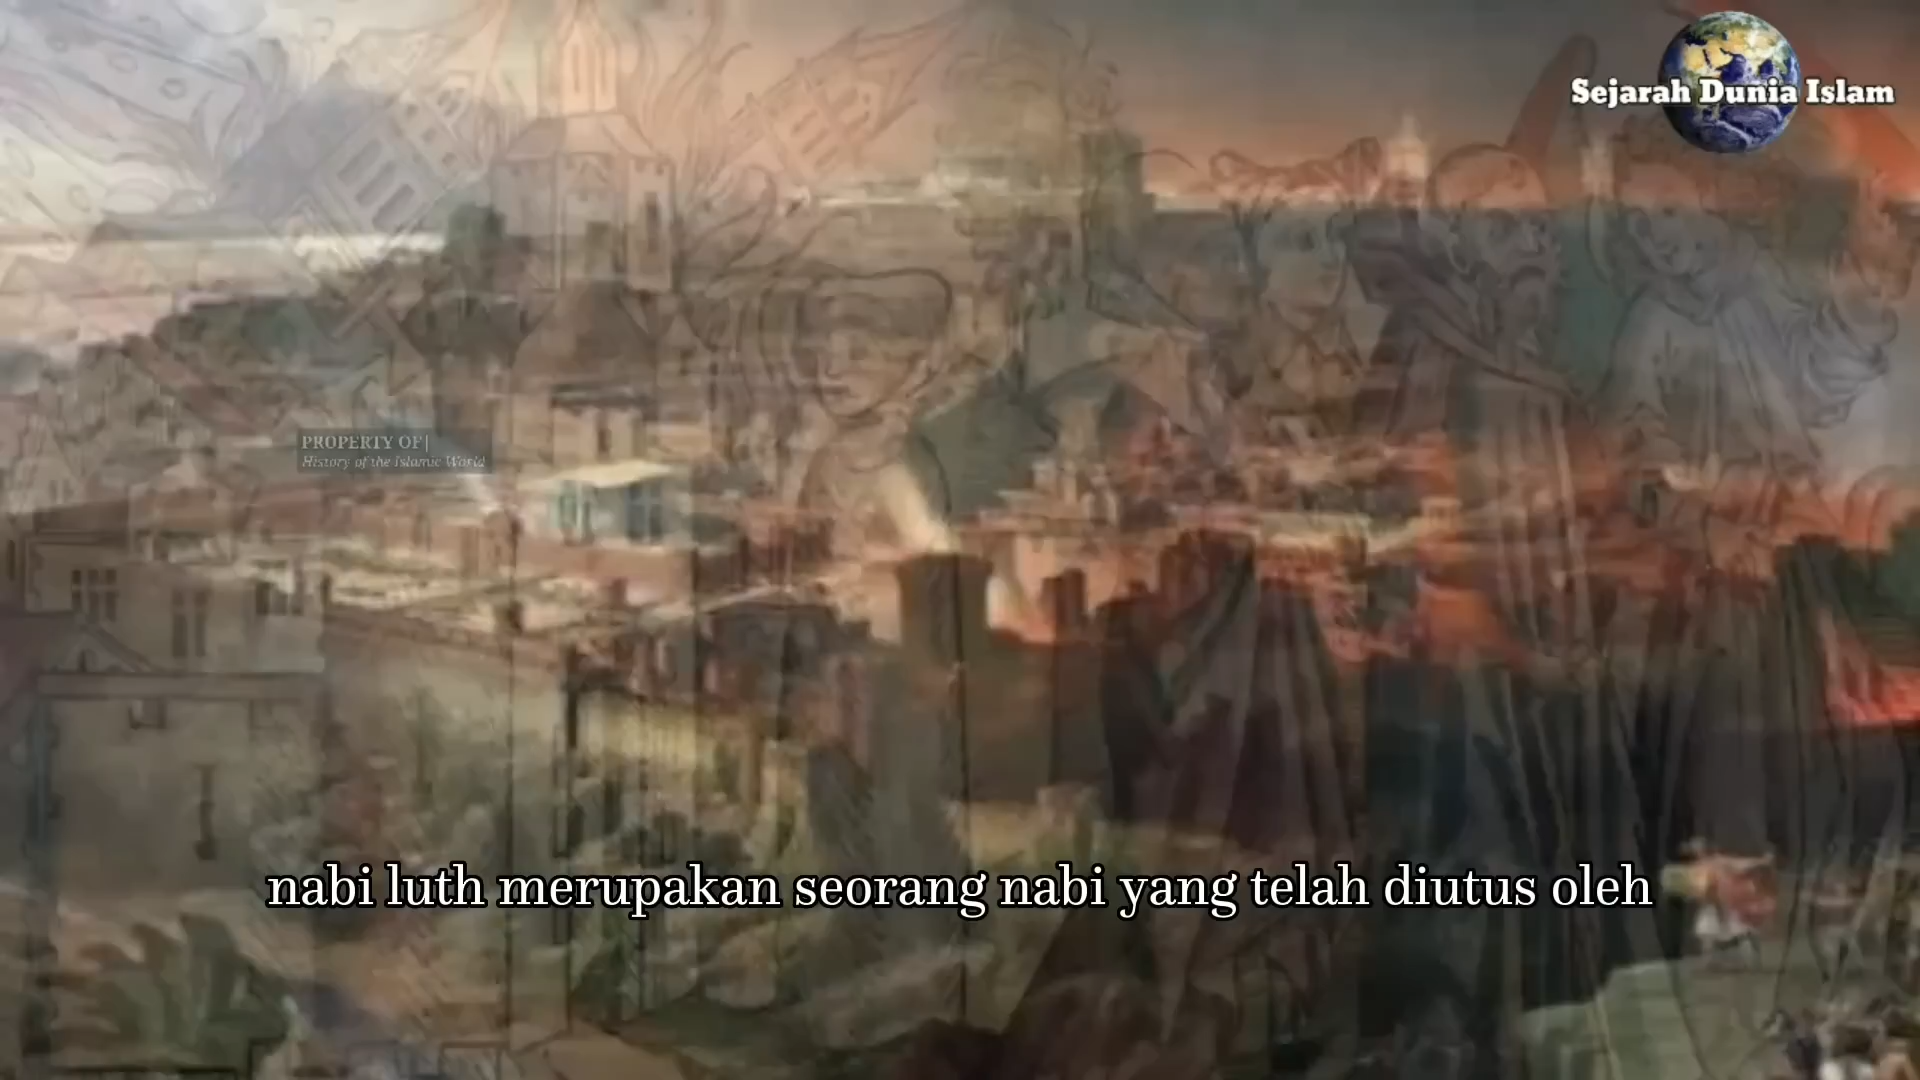 Sejarah Dunia Islam
PROPERTY OF|
History of the Islamic World
nabi luth merupakan seorang nabi yang telah diutus oleh